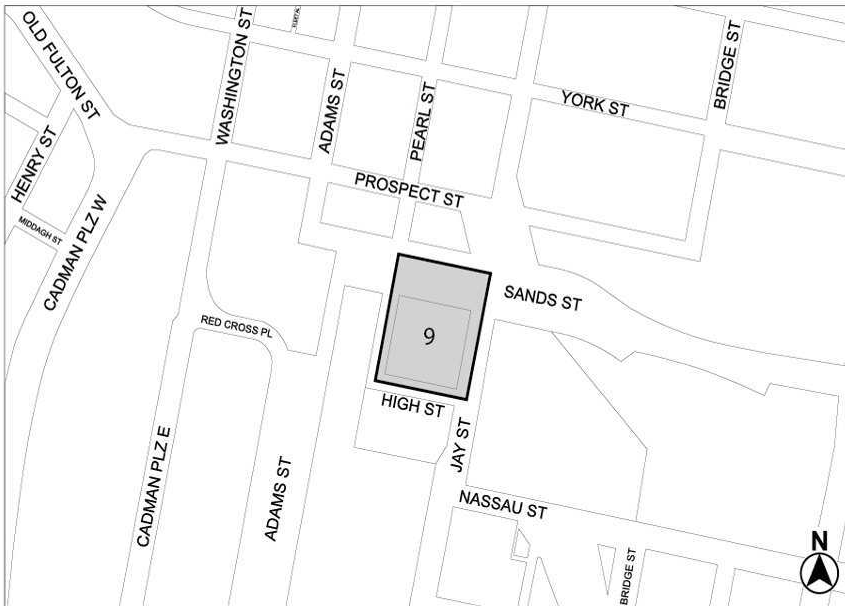 OLD FULTON ST
WASHINGTON ST
ADAMS ST
PEARL ST
BRIDGE ST
YORK ST
HENRY ST
PROSPECT ST
MIDDAGH ST
CADMAN PLZ W
SANDS ST
RED CROSS PL
9
HIGH ST
JAY ST
CADMAN PLZ E
ADAMS ST
NASSAU ST
BRIDGE ST
N